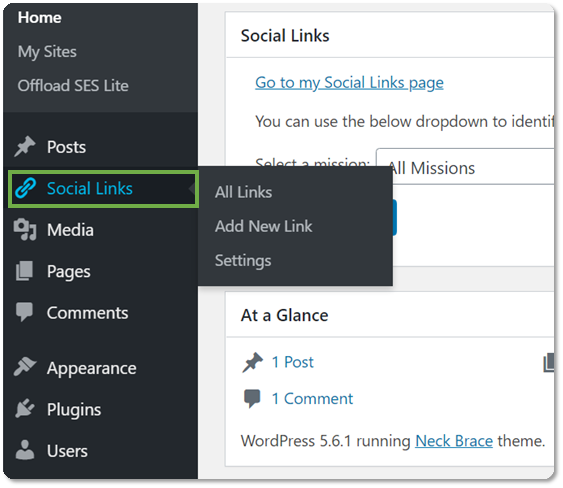 Home
My Sites
Offload SES Lite
Posts
Social Links
Media
Pages
Comments
Appearance
Plugins
Users
All Links
Add New Link
Settings
Social Links
Go to my Social Links page
You can use the below dropdown to identif
Select a mission:
All Missions
At a Glance
1 Post
1 Comment
WordPress 5.6.1 running Neck Brace theme.